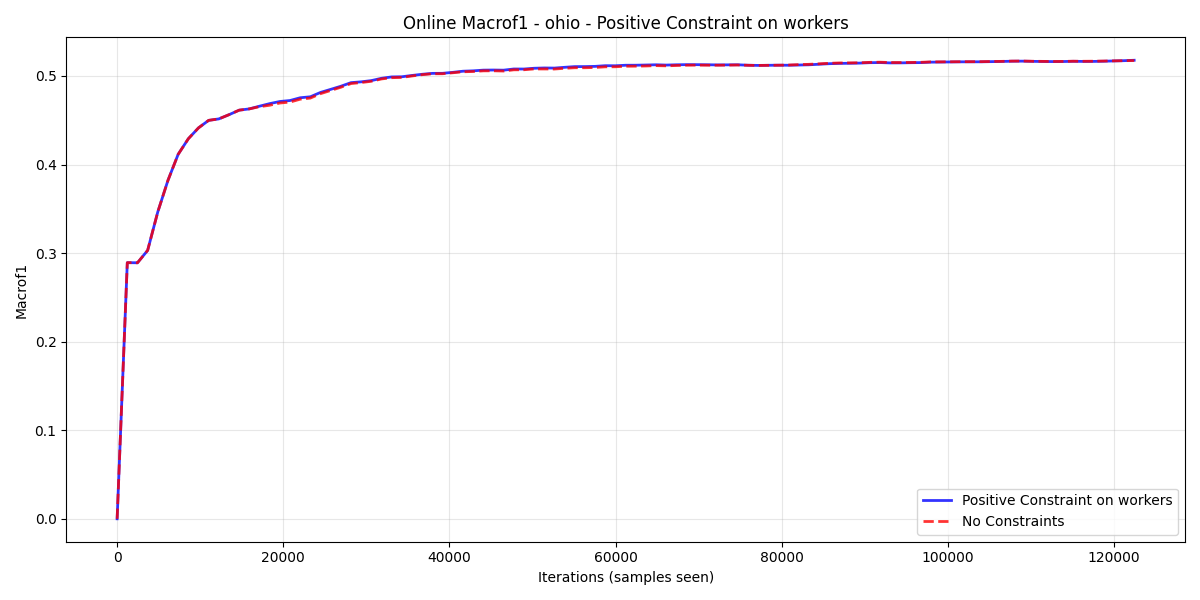 Online Macrof1 - ohio - Positive Constraint on workers
Macrof1
0.5
0.4
0.3
0.2
0.1
0.0
0 20000 40000 60000 80000 100000 120000
Iterations (samples seen)
Positive Constraint on workers
No Constraints